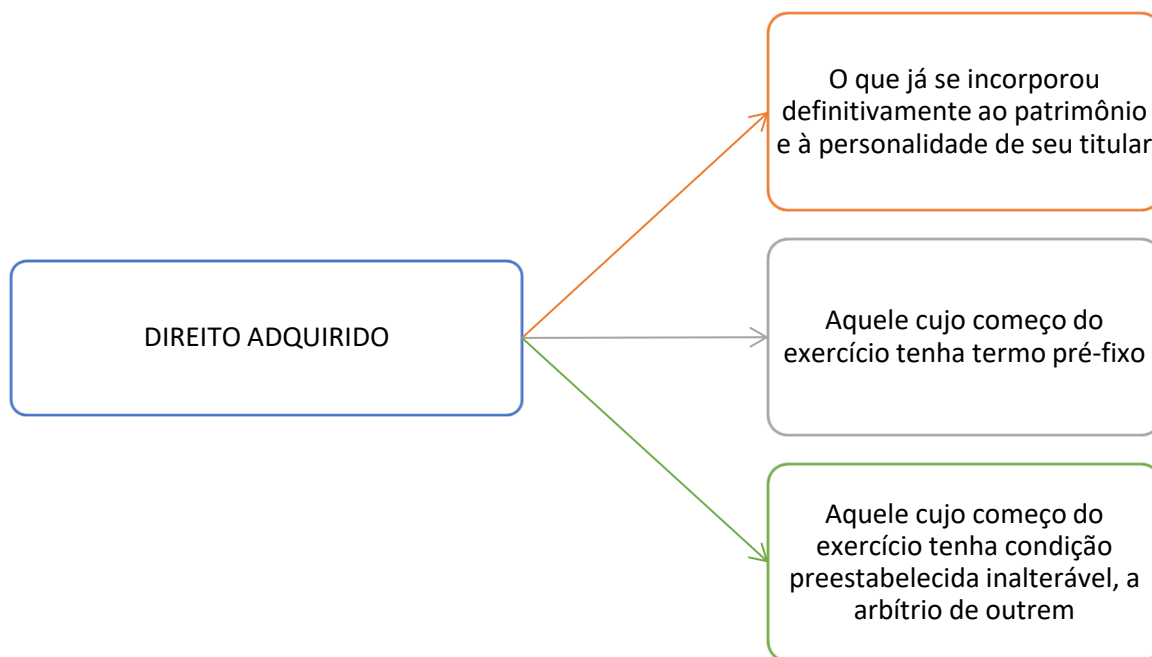 DIREITO ADQUIRIDO
O que já se incorporou
definitivamente ao patrimônio
e à personalidade de seu titular
Aquele cujo começo do
exercício tenha termo pré-fixo
Aquele cujo começo do
exercício tenha condição
preestabelecida inalterável, a
arbítrio de outrem